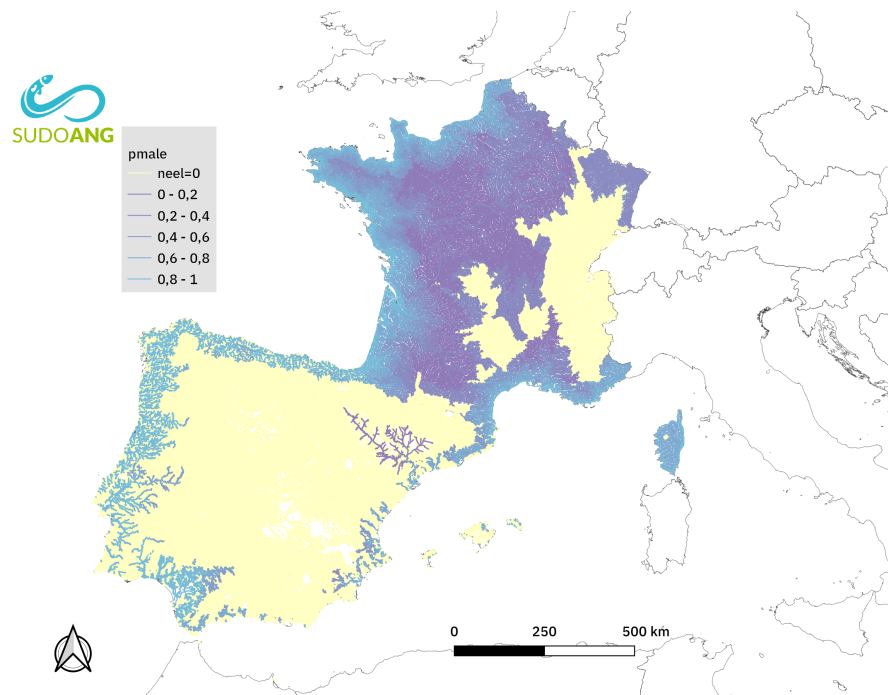 SUDOANG
pmale
neel=0
0 - 0,2
0,2 - 0,4
0,4 - 0,6
0,6 - 0,8
0,8 - 1
0 250 500 km